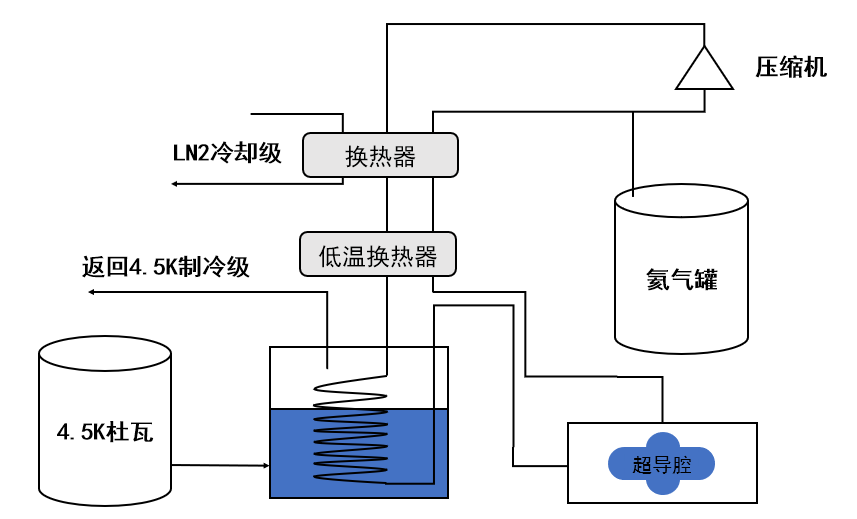 压缩机
LN2冷却级
换热器
低温换热器
返回4.5K制冷级
氦气罐
4.5K杜瓦
超导腔